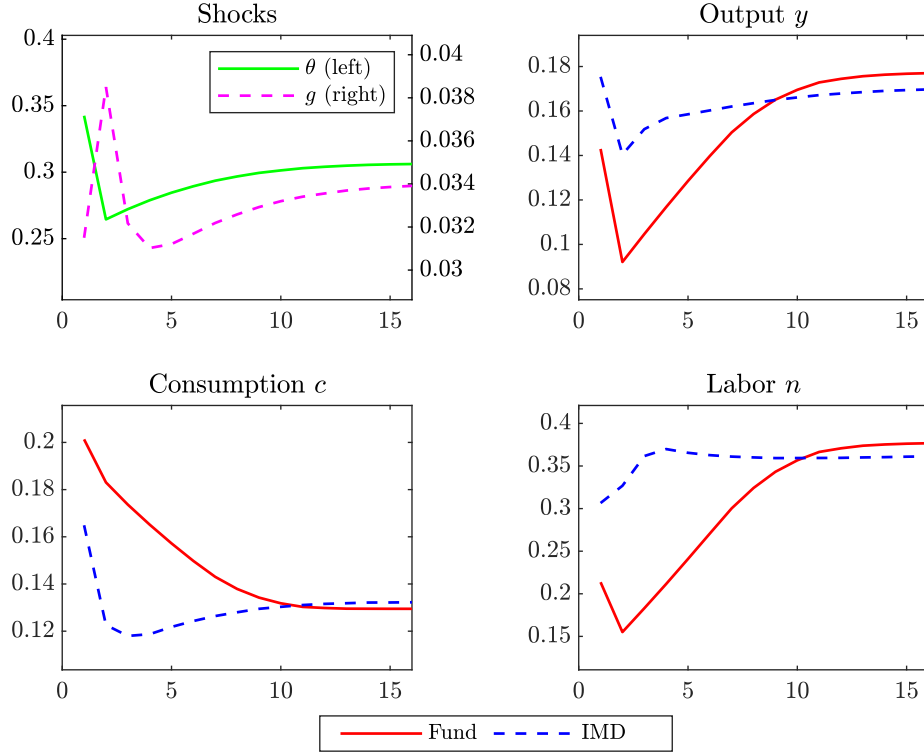 Shocks
0.4
0.35
0.3
0.25
0.04
0.038
0.036
0.034
0.032
0.03
θ (left)
g (right)
0 5 10 15
Output y
0.18
0.16
0.14
0.12
0.1
0.08
0 5 10 15
Consumption c
0.2
0.18
0.16
0.14
0.12
0 5 10 15
Labor n
0.4
0.35
0.3
0.25
0.2
0.15
0 5 10 15
Fund IMD